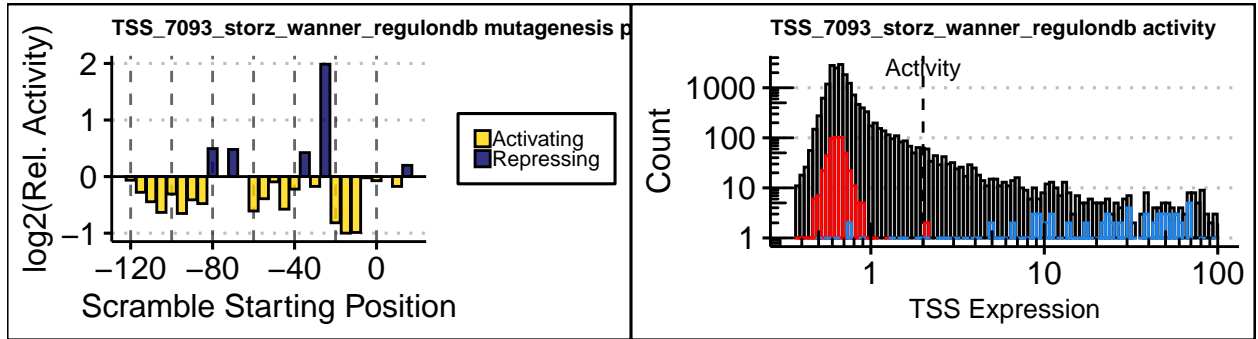 TSS_7093_storz_wanner_regulondb mutagenesis p
log2(Rel. Activity)
2
1
0
−1
−120
−80
−40
0
Scramble Starting Position
Activating
Repressing
TSS_7093_storz_wanner_regulondb activity
Activity
Count
1000
100
10
1
1
10
100
TSS Expression